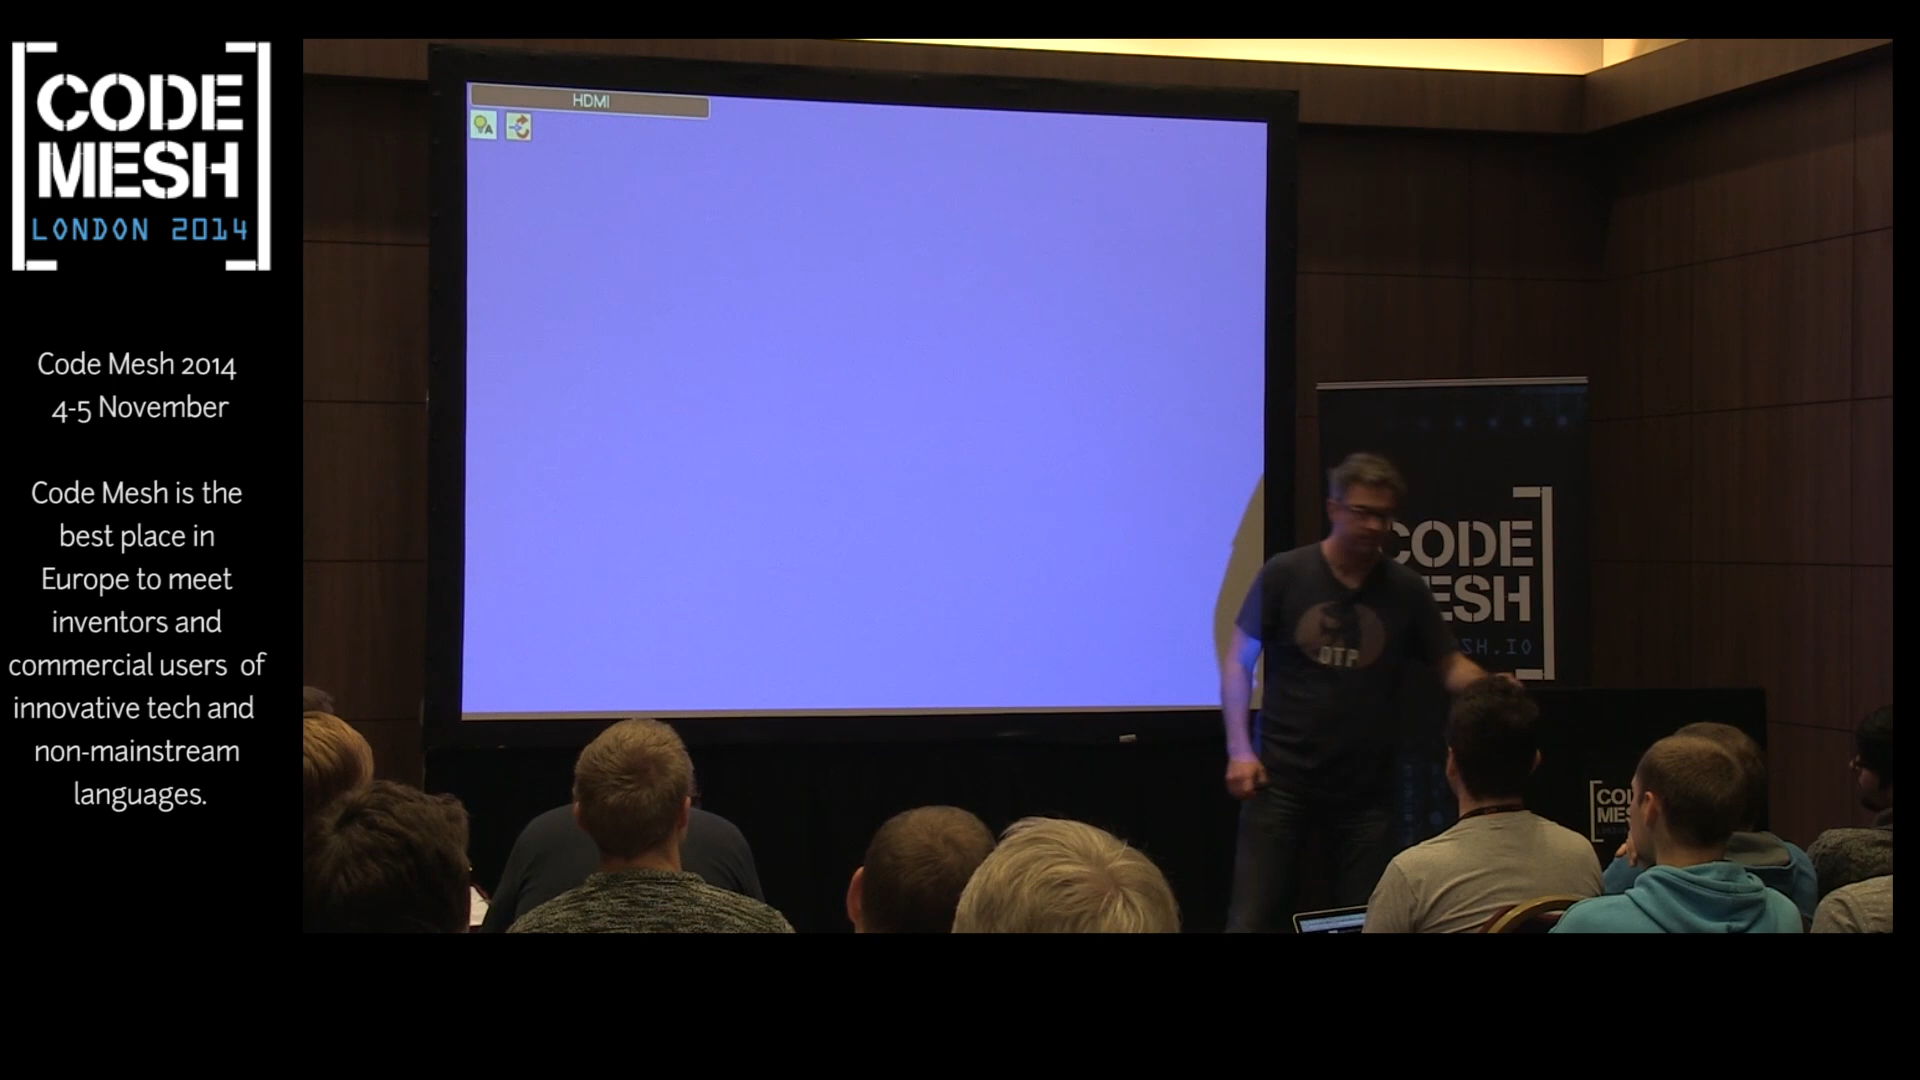 CODE
MESH
LONDON 2014
Code Mesh 2014
4-5 November
Code Mesh is the
best place in
Europe to meet
inventors and
commercial users of
innovative tech and
non-mainstream
languages.
HDMI
CODE
ESH
SH.IO
OTP